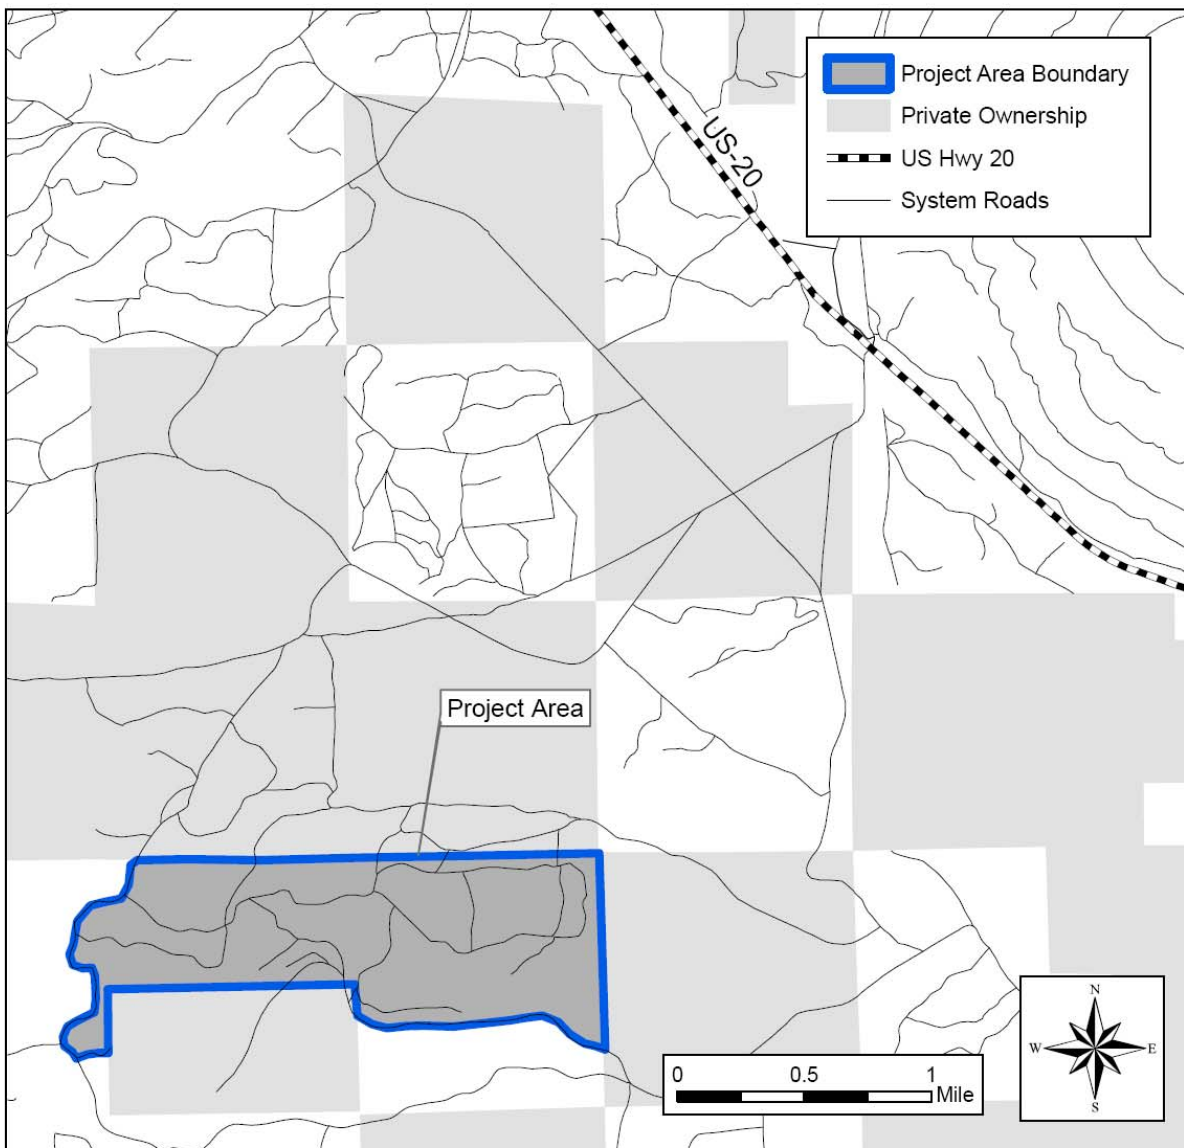 US-20
Project Area Boundary
Private Ownership
US Hwy 20
System Roads
Project Area
N
W E
S
0 0.5 1
Mile